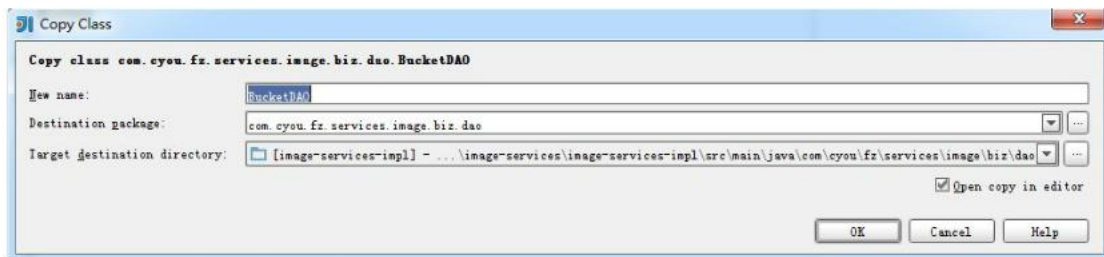 Copy Class
Copy class com.cyou.fz.services.image.biz.dao.BucketDAO
New name: BucketDAO
Destination package: com.cyou.fz.services.image.biz.dao
Target destination directory: [image-services-impl] - ...\image-services\image-services-impl\src\main\java\com\cyou\fz\services\image\biz\dao
Open copy in editor
OK Cancel Help